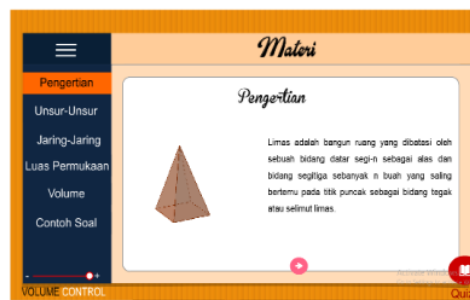 Materi
Pengertian
Unsur-Unsur
Jaring-Jaring
Luas Permukaan
Volume
Contoh Soal
- +
VOLUME CONTROL
Pengertian
Limas adalah bangun ruang yang dibatasi oleh
sebuah bidang datar segi-n sebagai alas dan
bidang segitiga sebanyak n buah yang saling
bertemu pada titik puncak sebagai bidang tegak
atau selimut limas.